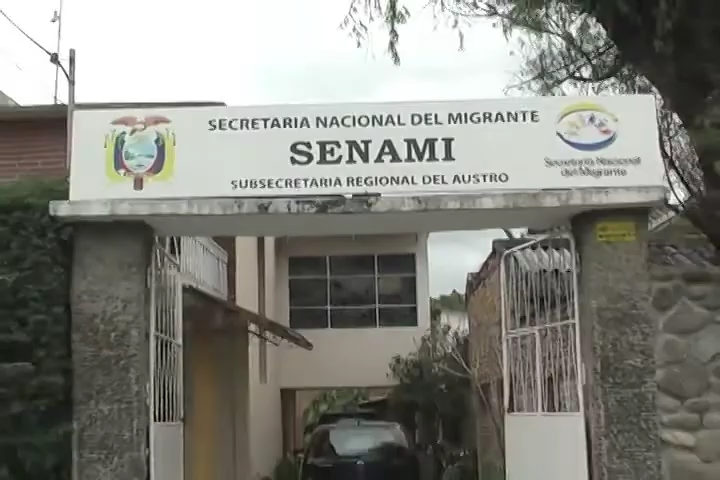 SECRETARIA NACIONAL DEL MIGRANTE
SENAMI
SUBSECRETARIA REGIONAL DEL AUSTRO
Secretaría Nacional
del Migrante